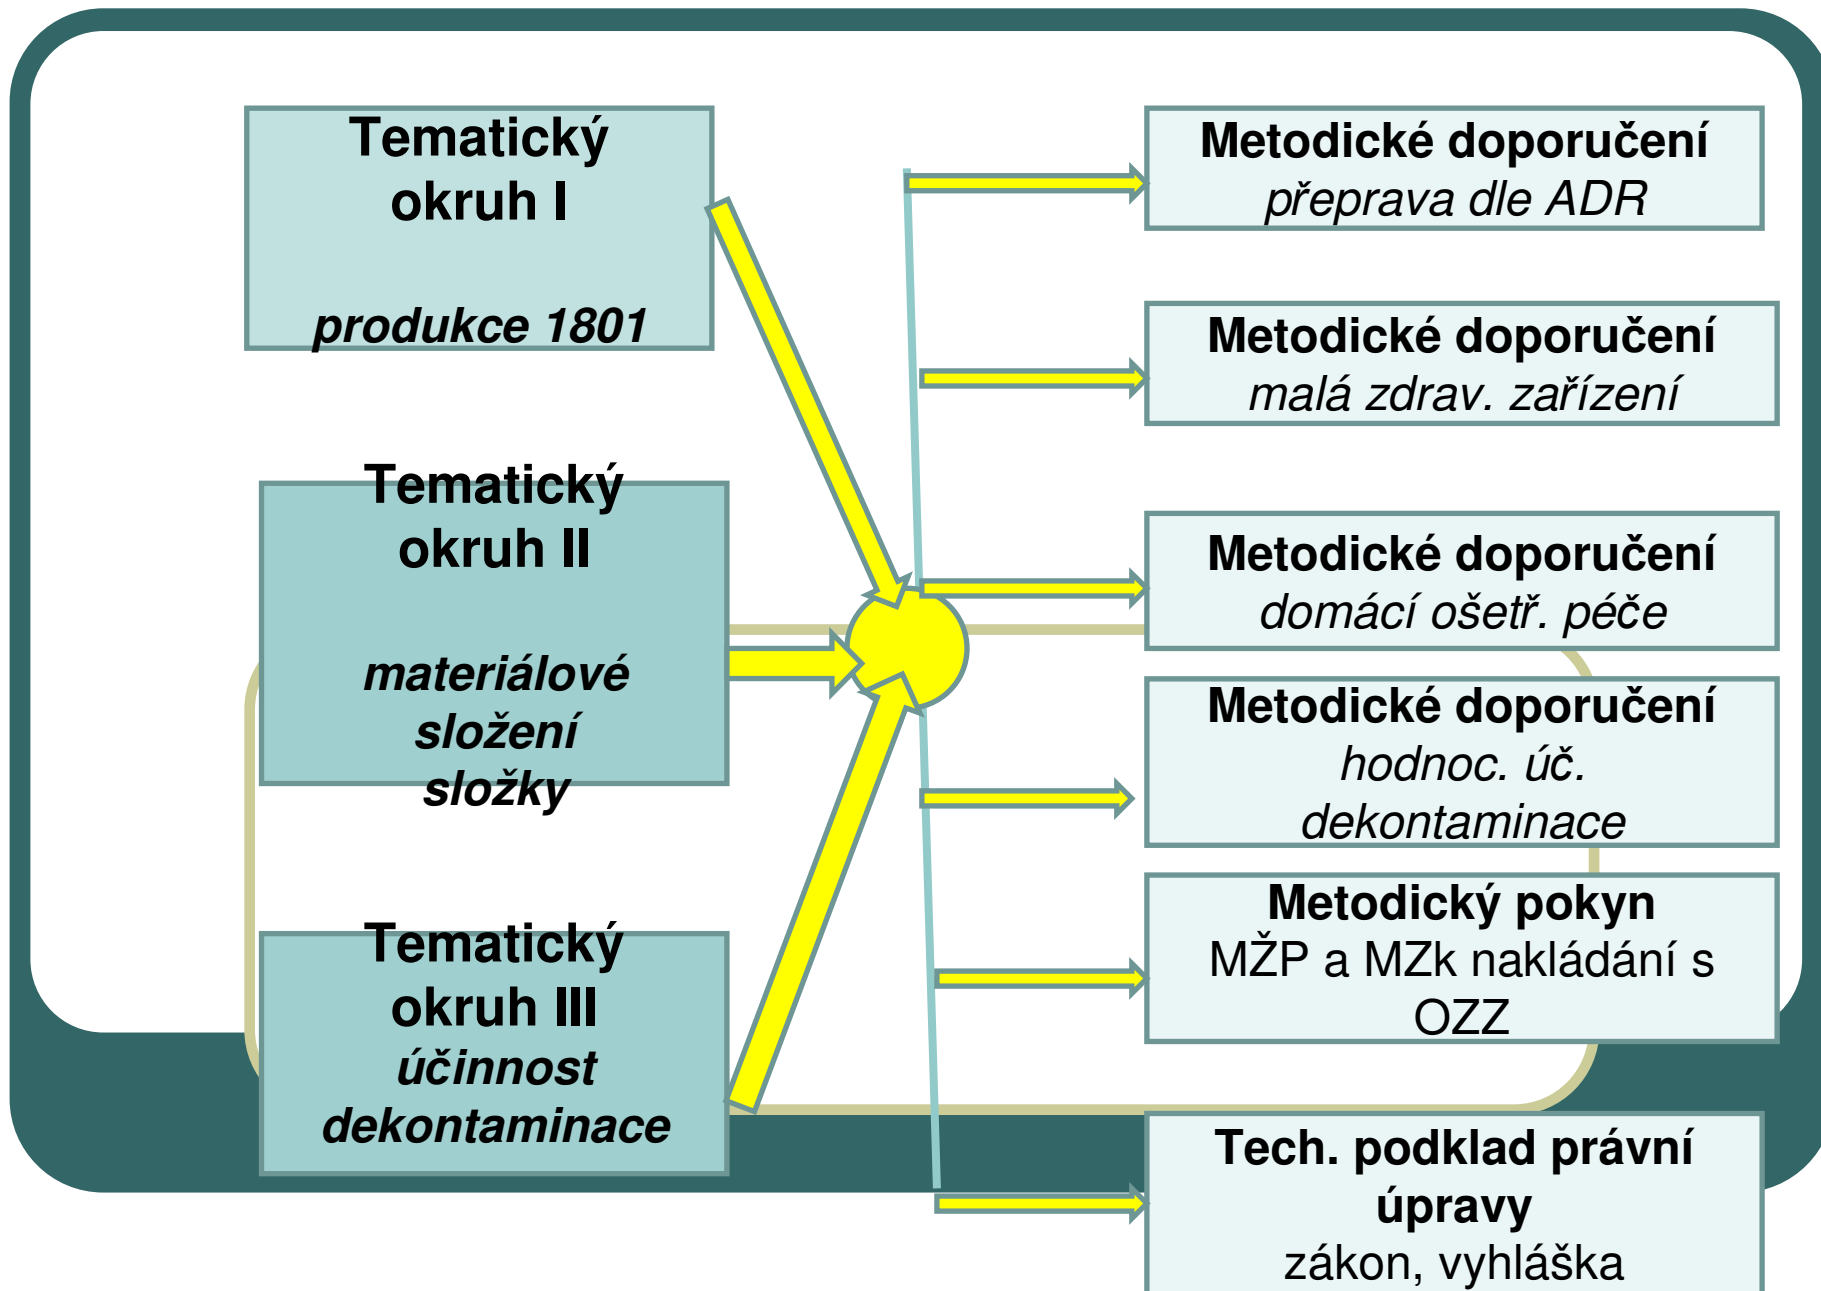 Tematický
okruh I
produkce 1801
Tematický
okruh II
materiálové
složení
složky
Tematický
okruh III
účinnost
dekontaminace
Metodické doporučení
přeprava dle ADR
Metodické doporučení
malá zdrav. zařízení
Metodické doporučení
domácí ošetř. péče
Metodické doporučení
hodnoc. úč.
dekontaminace
Metodický pokyn
MŽP a MZk nakládání s
OZZ
Tech. podklad právní
úpravy
zákon, vyhláška